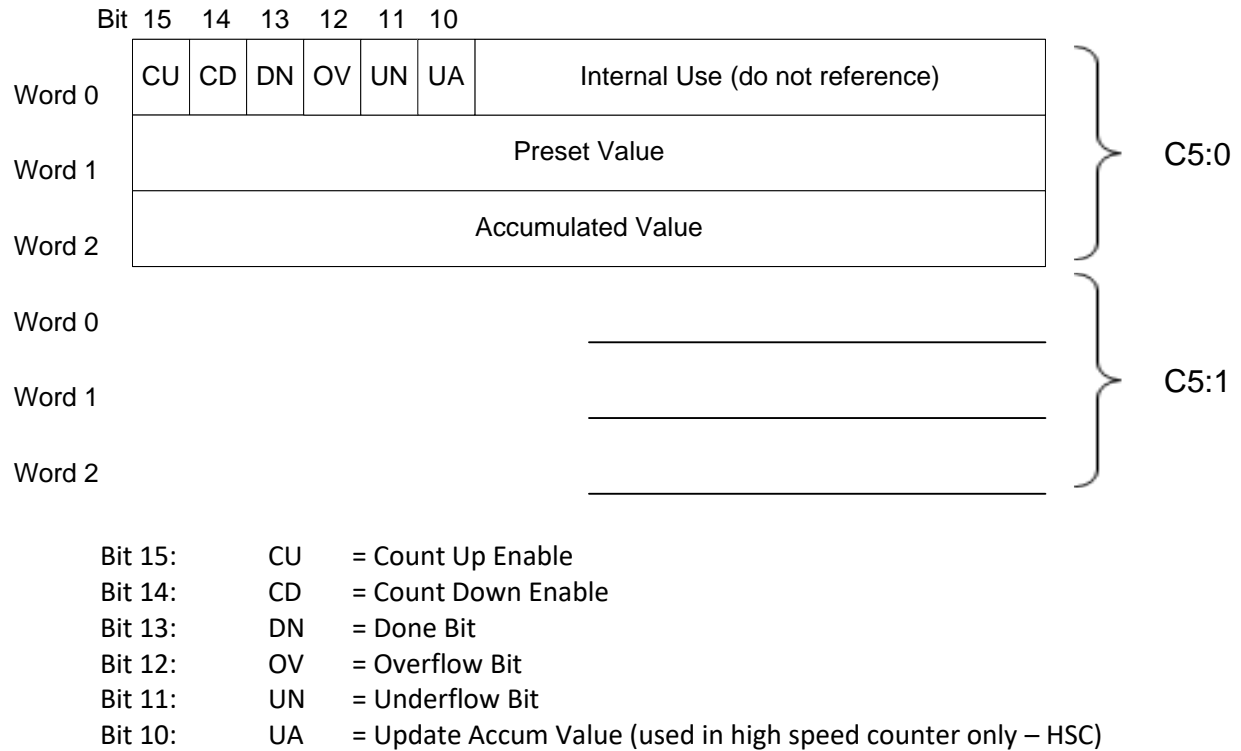 Bit 15 14 13 12 11 10
Word 0 CU CD DN OV UN UA Internal Use (do not reference)
Word 1 Preset Value
C5:0
Word 2 Accumulated Value
Word 0
Word 1
C5:1
Word 2
Bit 15: CU = Count Up Enable
Bit 14: CD = Count Down Enable
Bit 13: DN = Done Bit
Bit 12: OV = Overflow Bit
Bit 11: UN = Underflow Bit
Bit 10: UA = Update Accum Value (used in high speed counter only – HSC)